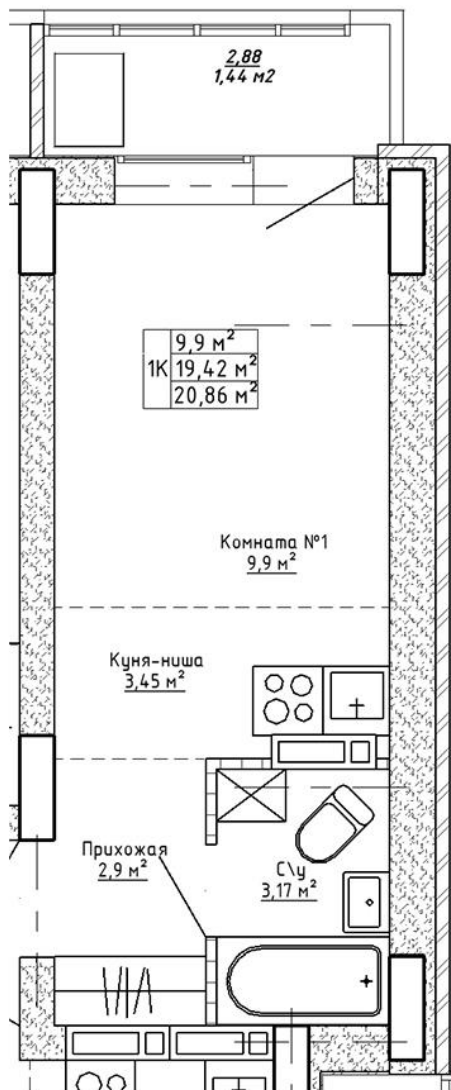 2,88
1,44 м2
9,9 м²
1К 19,42 м²
20,86 м²
Комната №1
9,9 м²
Куня-ниша
3,45 м²
Прихожая
2,9 м²
С\у
3,17 м²